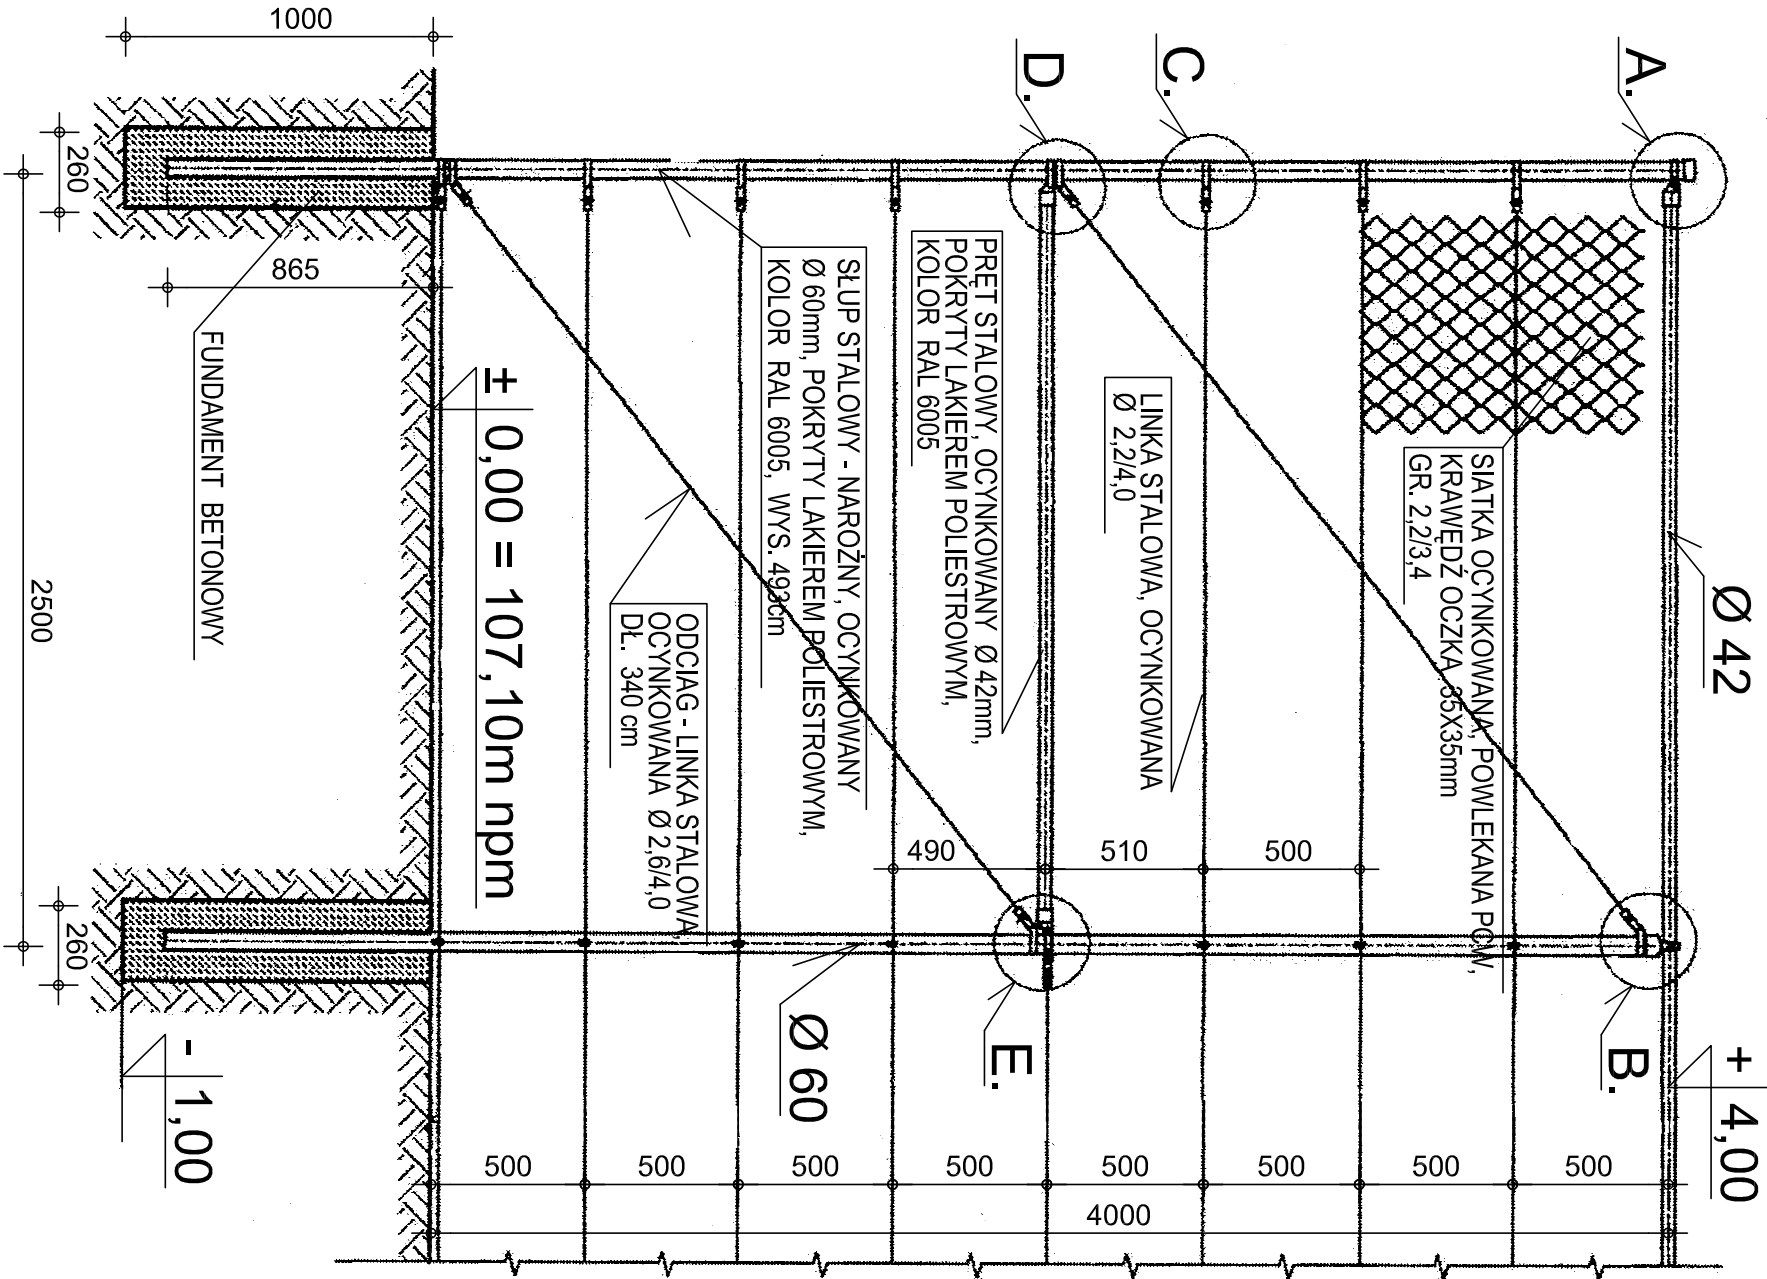 A.
C.
D.
B.
E.
Ø 42
+ 4,00
SIATKA OCYNKOWANA, POWLEKANA PCW,
KRAWĘDŹ OCZKA 35X35mm
GR. 2,2/3,4
LINKA STALOWA, OCYNKOWANA
Ø 2,2/4,0
PRĘT STALOWY, OCYNKOWANY Ø 42mm,
POKRYTY LAKIEREM POLIESTROWYM,
KOLOR RAL 6005
SŁUP STALOWY - NAROŻNY, OCYNKOWANY
Ø 60mm, POKRYTY LAKIEREM POLIESTROWYM,
KOLOR RAL 6005, WYS. 493cm
ODCIAG - LINKA STALOWA,
OCYNKOWANA Ø 2,6/4,0
DŁ. 340 cm
± 0,00 = 107,10m npm
Ø 60
FUNDAMENT BETONOWY
- 1,00
500
510
490
500
500
500
500
500
500
500
500
4000
1000
865
260
260
2500